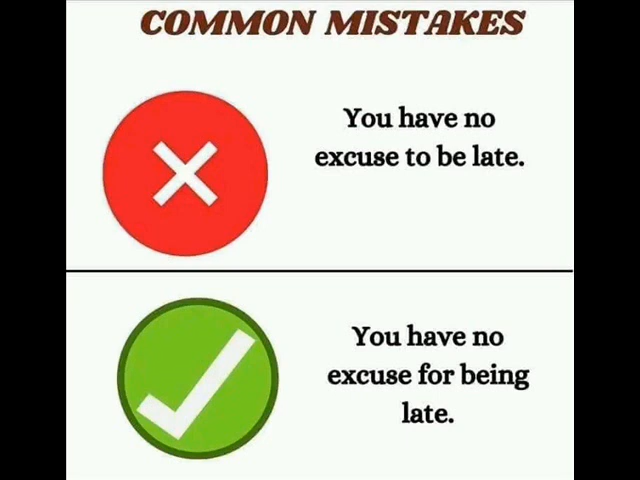 COMMON MISTAKES
You have no
excuse to be late.
You have no
excuse for being
late.